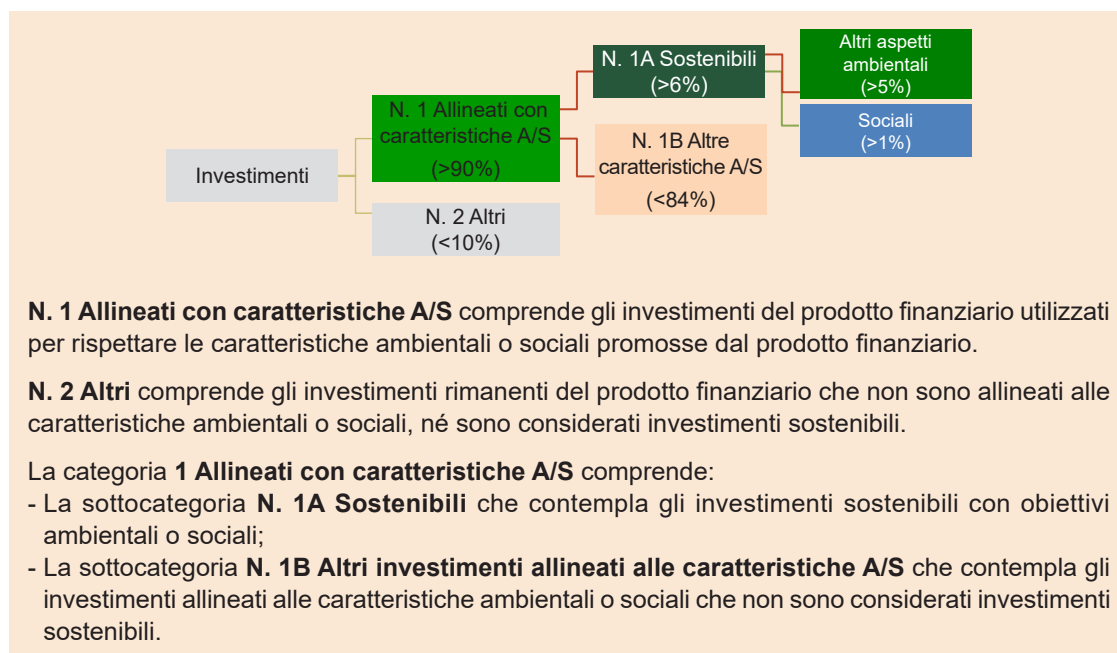 Investimenti
N. 1 Allineati con
caratteristiche A/S
(>90%)
N. 2 Altri
(<10%)
N. 1A Sostenibili
(>6%)
N. 1B Altre
caratteristiche A/S
(<84%)
Altri aspetti
ambientali
(>5%)
Sociali
(>1%)
N. 1 Allineati con caratteristiche A/S comprende gli investimenti del prodotto finanziario utilizzati
per rispettare le caratteristiche ambientali o sociali promosse dal prodotto finanziario.
N. 2 Altri comprende gli investimenti rimanenti del prodotto finanziario che non sono allineati alle
caratteristiche ambientali o sociali, né sono considerati investimenti sostenibili.
La categoria 1 Allineati con caratteristiche A/S comprende:
- La sottocategoria N. 1A Sostenibili che contempla gli investimenti sostenibili con obiettivi
ambientali o sociali;
- La sottocategoria N. 1B Altri investimenti allineati alle caratteristiche A/S che contempla gli
investimenti allineati alle caratteristiche ambientali o sociali che non sono considerati investimenti
sostenibili.